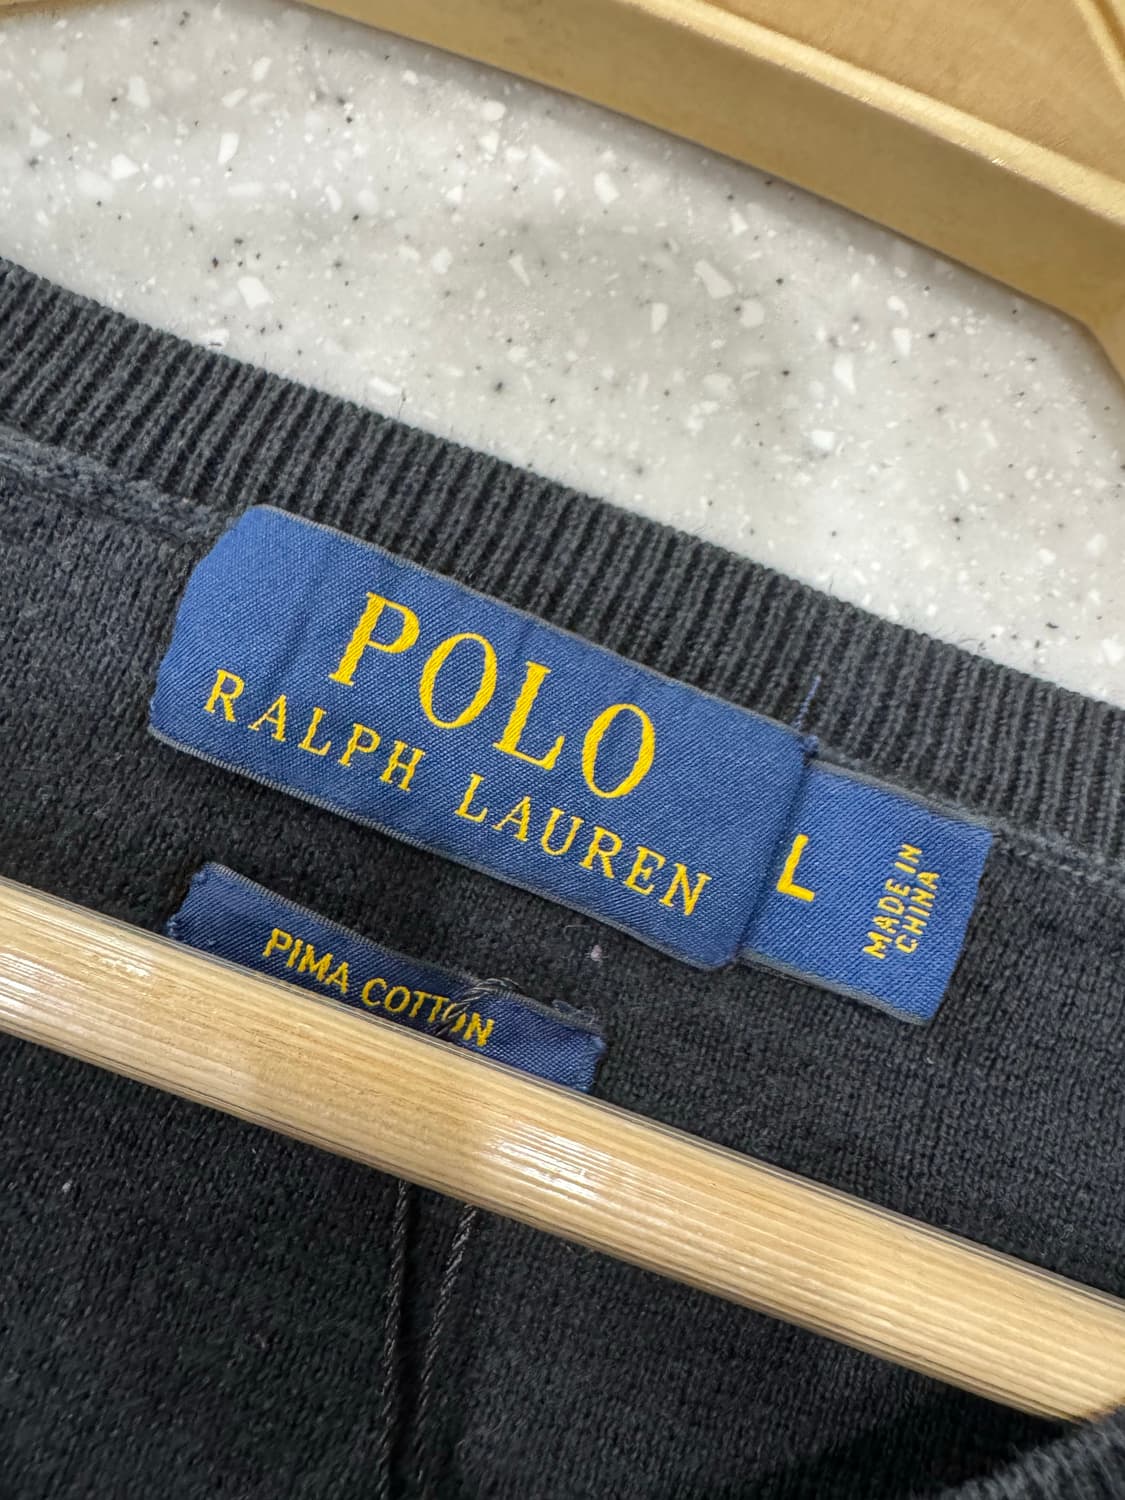 POLO
RALPH LAUREN
L
MADE IN
CHINA
PIMA COTTON